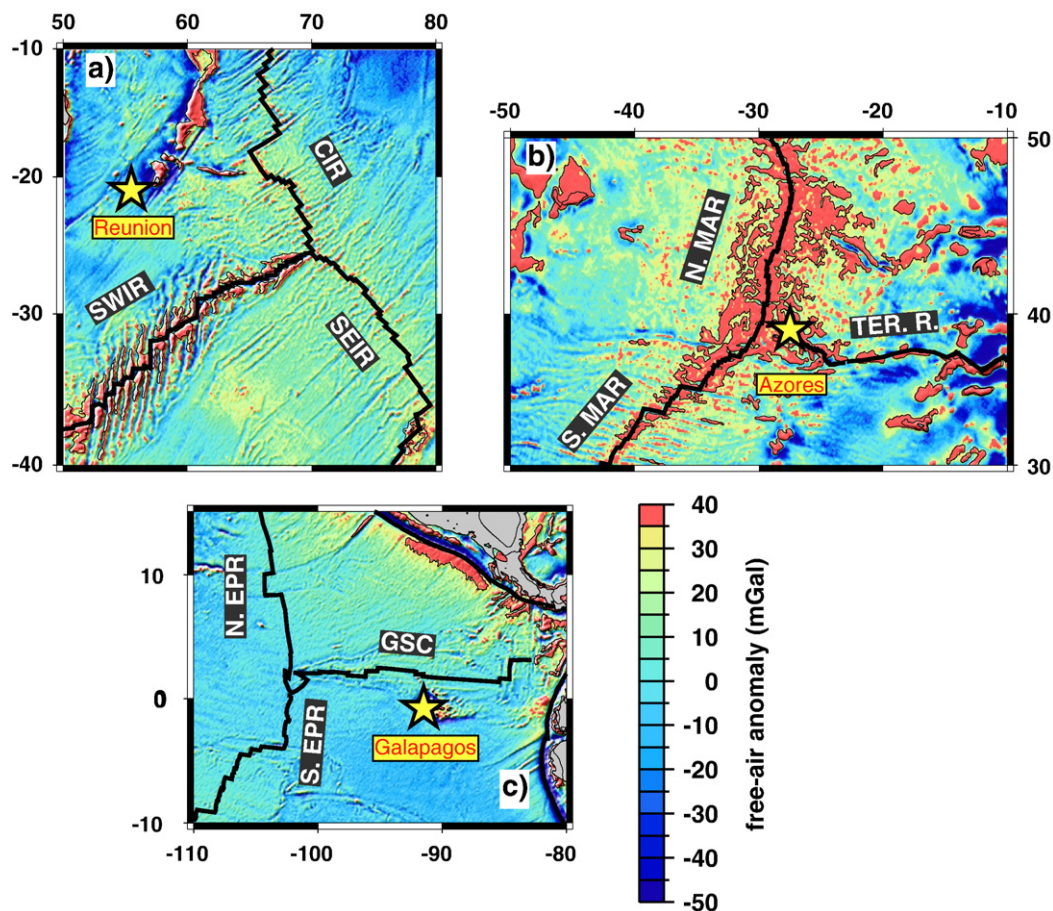 50 60 70 80
-10
-20
-30
-40
a)
CIR
Reunion
SWIR
SEIR
-50 -40 -30 -20 -10
50
40
30
b)
N. MAR
TER. R.
Azores
S. MAR
10
0
-10
-110 -100 -90 -80
N. EPR
GSC
S. EPR
Galapagos
c)
40
30
20
10
0
-10
-20
-30
-40
-50
free-air anomaly (mGal)